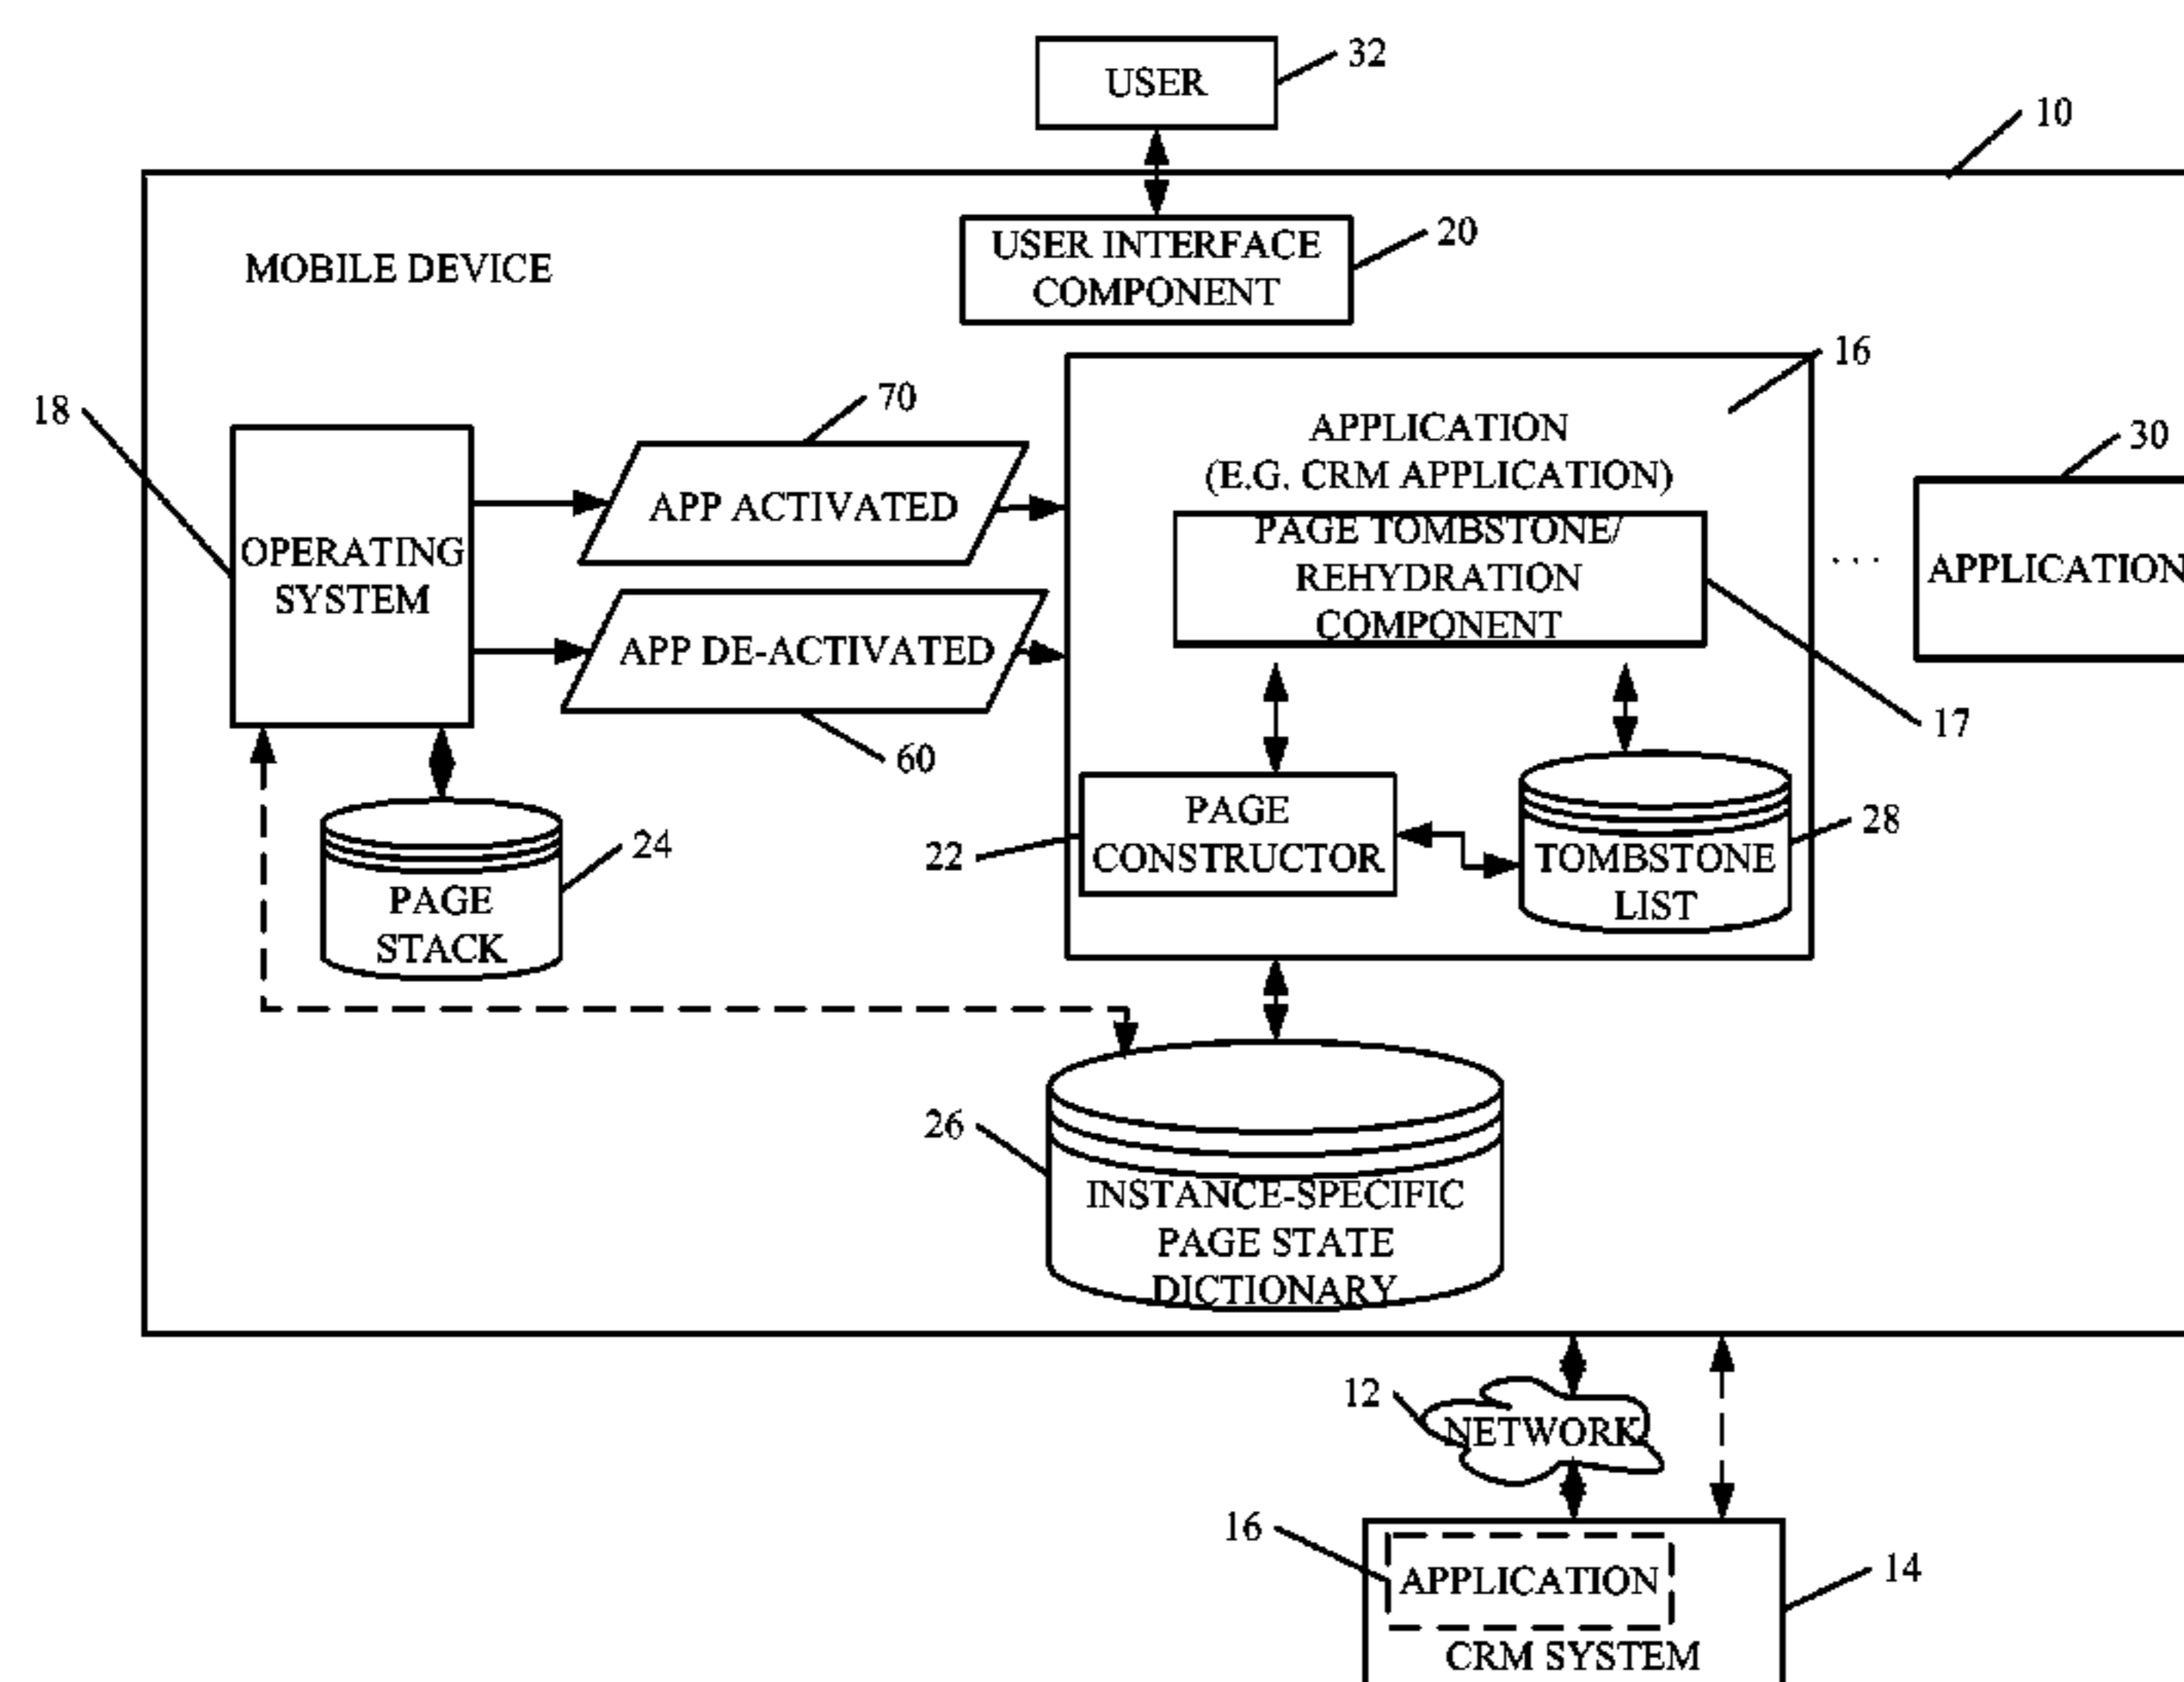 USER
32
10
MOBILE DEVICE
USER INTERFACE
COMPONENT
20
16
18
70
APPLICATION
(E.G. CRM APPLICATION)
30
OPERATING
SYSTEM
APP ACTIVATED
PAGE TOMBSTONE/
REHYDRATION
COMPONENT
. . .
APPLICATION
APP DE-ACTIVATED
60
17
PAGE
STACK
24
22
PAGE
CONSTRUCTOR
TOMBSTONE
LIST
28
26
INSTANCE-SPECIFIC
PAGE STATE
DICTIONARY
12
NETWORK
16
APPLICATION
14
CRM SYSTEM